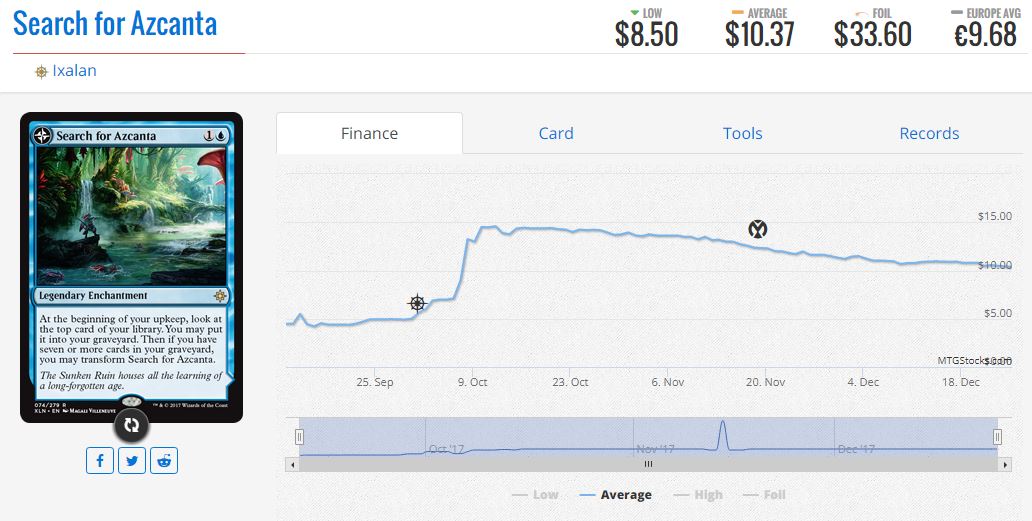 Search for Azcanta
LOW
$8.50
AVERAGE
$10.37
FOIL
$33.60
EUROPE AVG
€9.68
Ixalan
Search for Azcanta 1
Legendary Enchantment
At the beginning of your upkeep, look at
the top card of your library. You may put
it into your graveyard. Then if you have
seven or more cards in your graveyard,
you may transform Search for Azcanta.
The Sunken Ruin houses all the learning of
a long-forgotten age.
074/279 R
XLN • EN MAGALI VILLENEUVE
™ & © 2017 Wizards of the Coast
Finance Card Tools Records
$15.00
$10.00
$5.00
$0.00
MTGStocks.com
25. Sep 9. Oct 23. Oct 6. Nov 20. Nov 4. Dec 18. Dec
Oct '17 Nov '17 Dec '17
Low Average High Foil